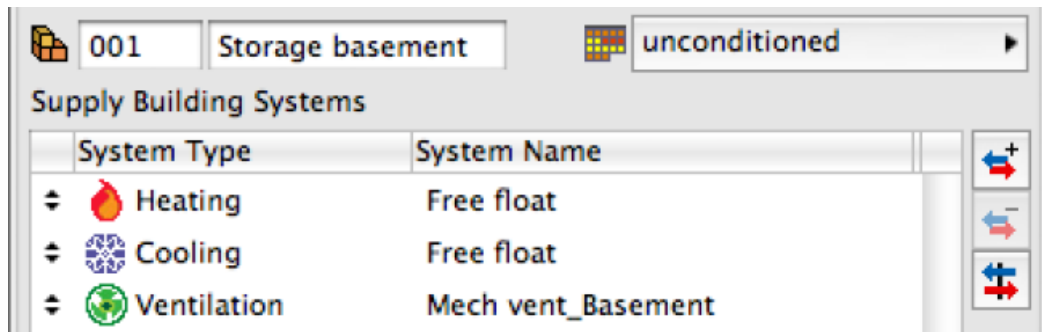 001 Storage basement unconditioned
Supply Building Systems
System Type System Name
Heating Free float
Cooling Free float
Ventilation Mech vent_Basement